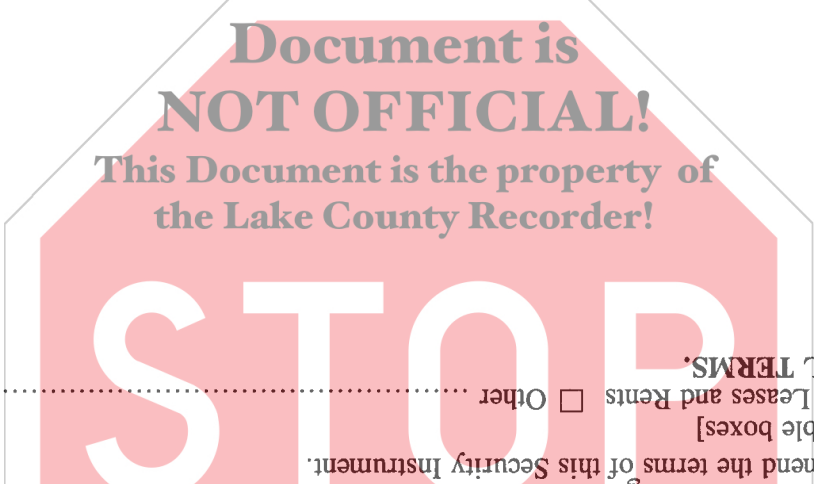 Document is
NOT OFFICIAL!
This Document is the property of
the Lake County Recorder!
STOP
the terms of this Security Instrument.
ble boxes]
Leases and Rents ☐ Other ......................................................
TERMS.